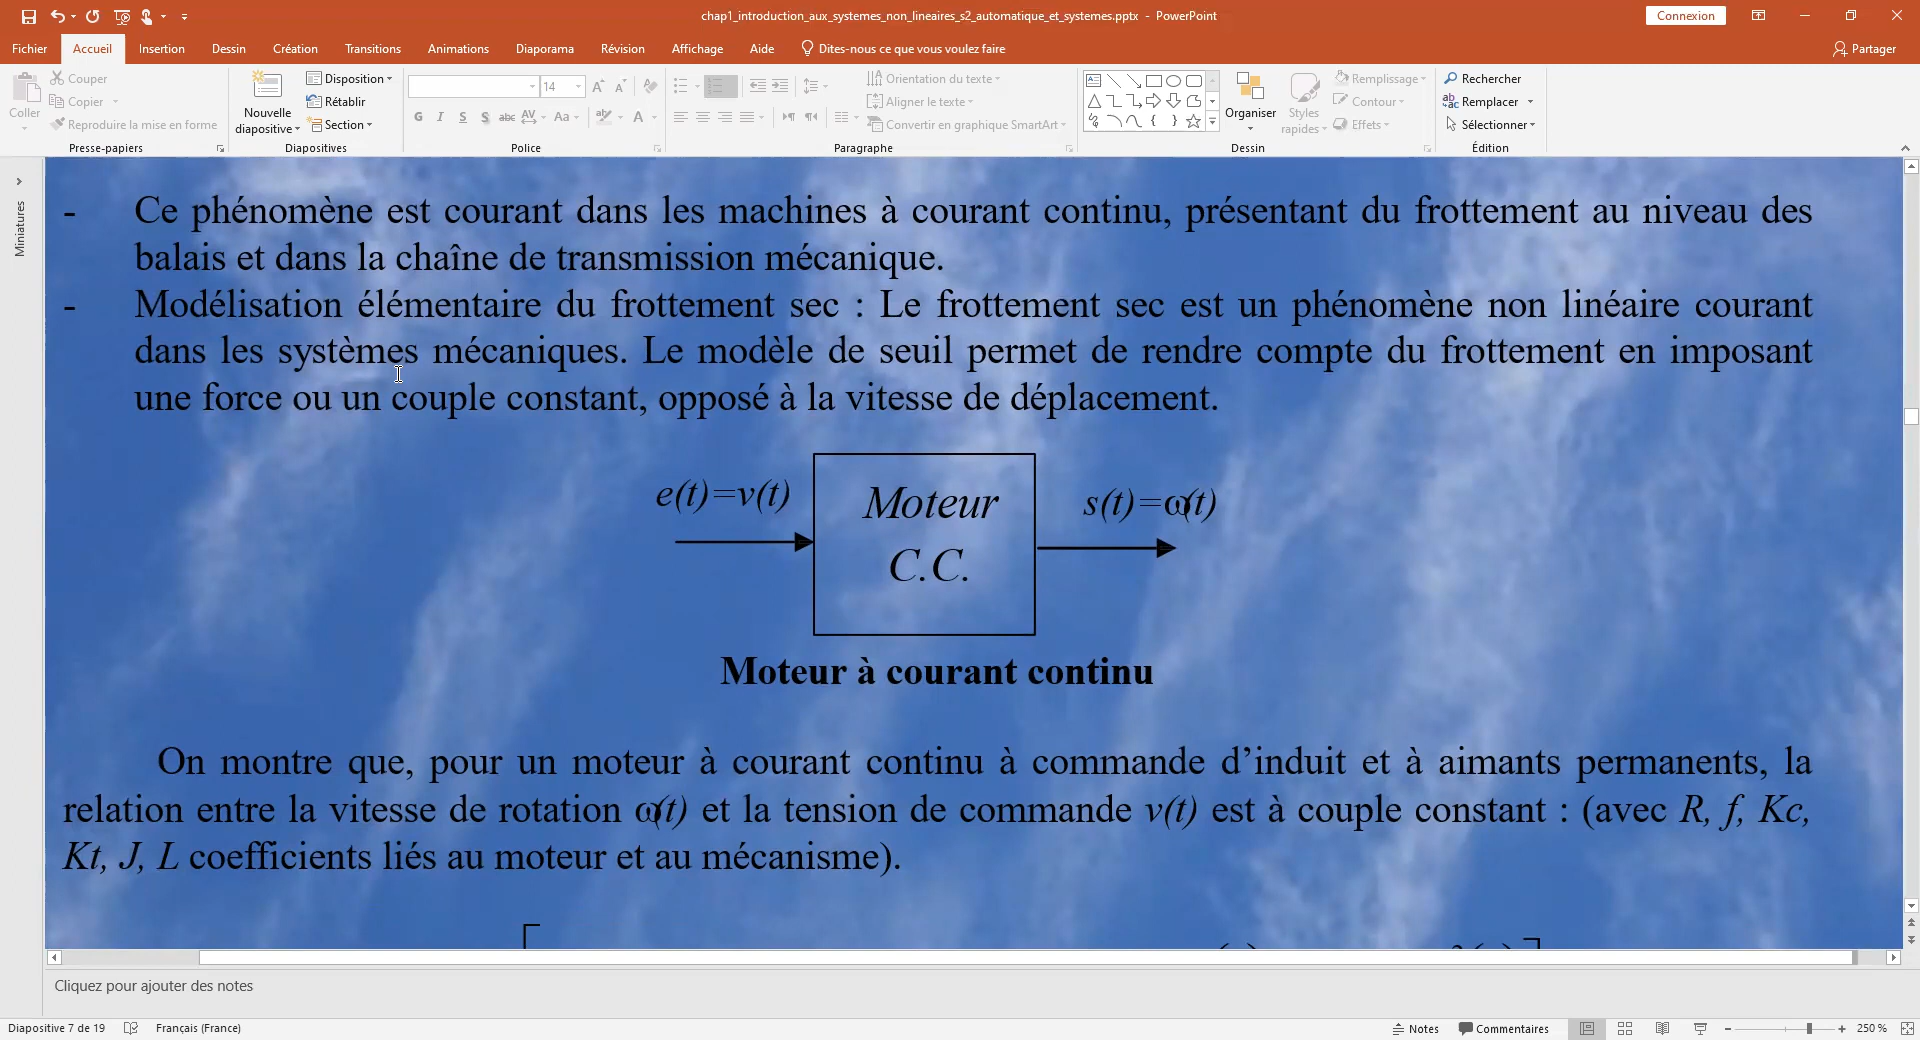 chap1_introduction_aux_systemes_non_lineaires_s2_automatique_et_systemes.pptx - PowerPoint
Connexion
Fichier Accueil Insertion Dessin Création Transitions Animations Diaporama Révision Affichage Aide Dites-nous ce que vous voulez faire Partager
Coller
Couper
Copier
Reproduire la mise en forme
Presse-papiers
Nouvelle
diapositive
Disposition
Rétablir
Section
Diapositives
14
G I S S abc AV Aa A
Police
Orientation du texte
Aligner le texte
Convertir en graphique SmartArt
Paragraphe
Organiser
Styles
rapides
Remplissage
Contour
Effets
Dessin
Rechercher
Remplacer
Sélectionner
Édition
Miniatures
- Ce phénomène est courant dans les machines à courant continu, présentant du frottement au niveau des
balais et dans la chaîne de transmission mécanique.
- Modélisation élémentaire du frottement sec : Le frottement sec est un phénomène non linéaire courant
dans les systèmes mécaniques. Le modèle de seuil permet de rendre compte du frottement en imposant
une force ou un couple constant, opposé à la vitesse de déplacement.
e(t)=v(t)
Moteur
C.C.
s(t)=ω(t)
Moteur à courant continu
On montre que, pour un moteur à courant continu à commande d’induit et à aimants permanents, la
relation entre la vitesse de rotation ω(t) et la tension de commande v(t) est à couple constant : (avec R, f, Kc,
Kt, J, L coefficients liés au moteur et au mécanisme).
Cliquez pour ajouter des notes
Diapositive 7 de 19 Français (France) Notes Commentaires 250 %